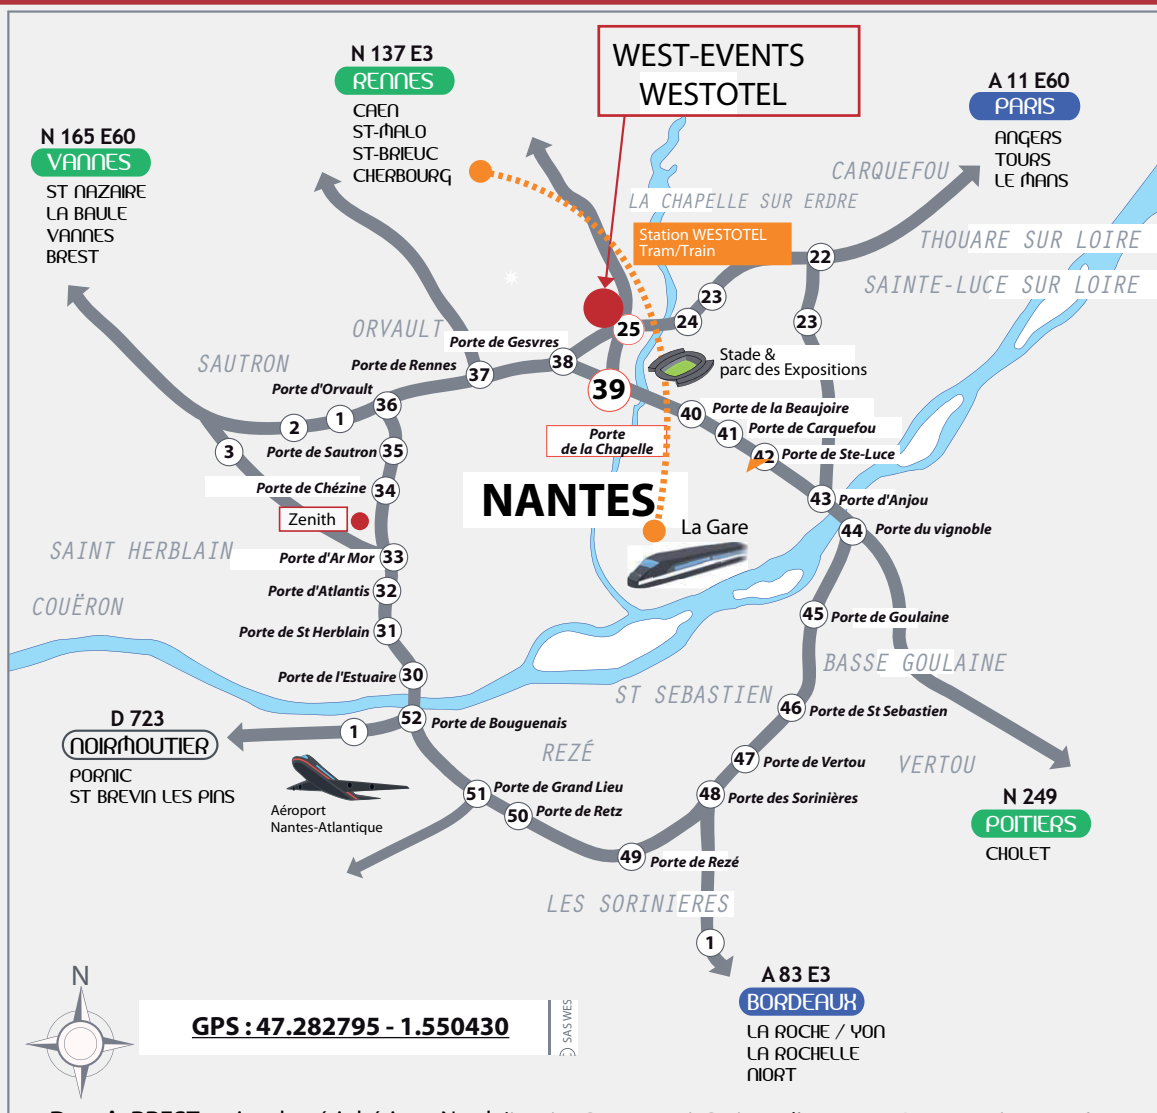 WEST-EVENTS
WESTOTEL
N 137 E3
RENNES
CAEN
ST-MALO
ST-BRIEUC
CHERBOURG
A 11 E60
PARIS
ANGERS
TOURS
LE MANS
N 165 E60
VANNES
ST NAZAIRE
LA BAULE
VANNES
BREST
CARQUEFOU
LA CHAPELLE SUR ERDRE
Station WESTOTEL
Tram/Train
THOUARE SUR LOIRE
SAINTE-LUCE SUR LOIRE
22
23
23
24
25
ORVAULT
SAUTRON
Porte de Gesvres
38
Porte de Rennes
37
Porte d'Orvault
36
39
Stade &
parc des Expositions
1
2
3
40
Porte de la Beaujoire
41
Porte de Carquefou
42
Porte de Ste-Luce
Porte
de la Chapelle
Porte de Sautron
35
Porte de Chézine
34
Zenith
NANTES
La Gare
43
Porte d'Anjou
44
Porte du vignoble
SAINT HERBLAIN
Porte d'Ar Mor
33
Porte d'Atlantis
32
COUËRON
Porte de St Herblain
31
45
Porte de Goulaine
BASSE GOULAINE
Porte de l'Estuaire
30
ST SEBASTIEN
46
Porte de St Sebastien
D 723
NOIRMOUTIER
PORNIC
ST BREVIN LES PINS
1
52
Porte de Bouguenais
REZÉ
47
Porte de Vertou
VERTOU
Aéroport
Nantes-Atlantique
51
Porte de Grand Lieu
50
Porte de Retz
48
Porte des Sorinières
N 249
POITIERS
CHOLET
49
Porte de Rezé
LES SORINIERES
1
A 83 E3
BORDEAUX
LA ROCHE / YON
LA ROCHELLE
NIORT
N
GPS : 47.282795 - 1.550430
SAS WES